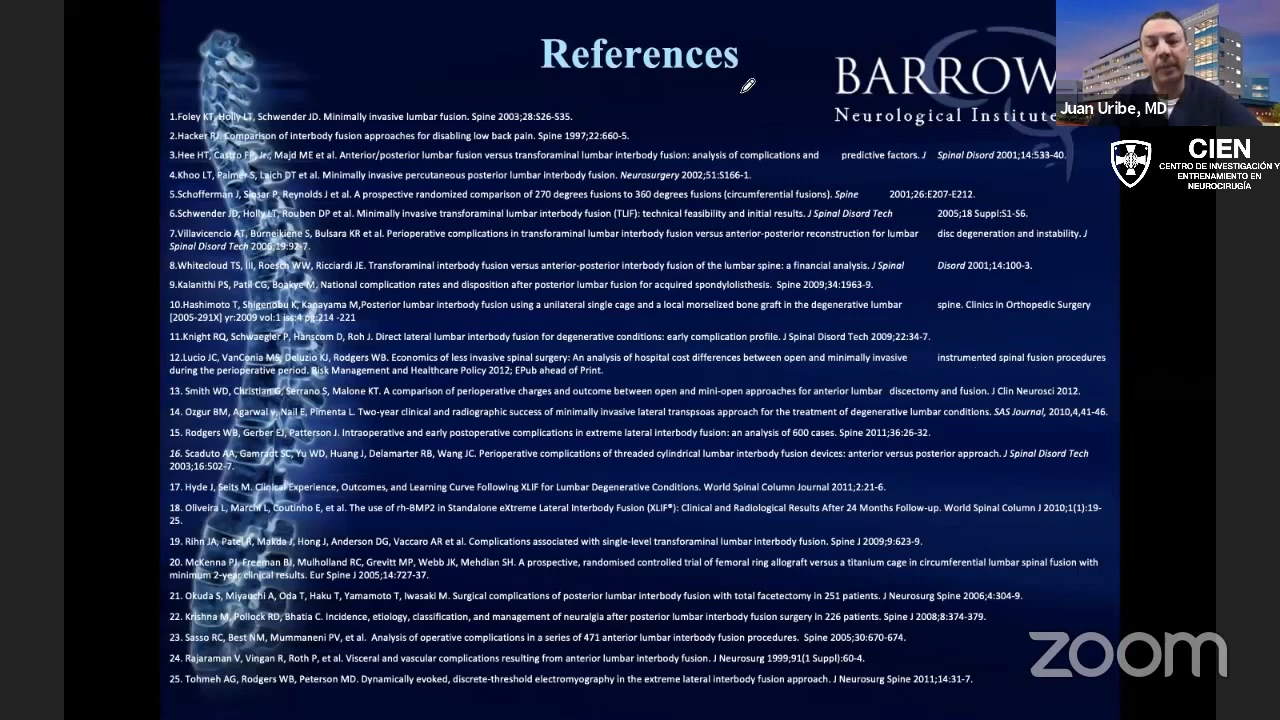 References
BARROW
Neurological Institute
Juan Uribe, MD
CIEN
CENTRO DE INVESTIGACIÓN Y
ENTRENAMIENTO EN
NEUROCIRUGÍA
1.Foley KT, Holly LT, Schwender JD. Minimally invasive lumbar fusion. Spine 2003;28:S26-S35.
2.Hacker RJ. Comparison of interbody fusion approaches for disabling low back pain. Spine 1997;22:660-5.
3.Hee HT, Castro FP, Jr., Majd ME et al. Anterior/posterior lumbar fusion versus transforaminal lumbar interbody fusion: analysis of complications and predictive factors. J Spinal Disord 2001;14:533-40.
4.Khoo LT, Palmer S, Laich DT et al. Minimally invasive percutaneous posterior lumbar interbody fusion. Neurosurgery 2002;51:S166-1.
5.Schofferman J, Slosar P, Reynolds J et al. A prospective randomized comparison of 270 degrees fusions to 360 degrees fusions (circumferential fusions). Spine 2001;26:E207-E212.
6.Schwender JD, Holly LT, Rouben DP et al. Minimally invasive transforaminal lumbar interbody fusion (TLIF): technical feasibility and initial results. J Spinal Disord Tech 2005;18 Suppl:S1-S6.
7.Villavicencio AT, Burneikiene S, Bulsara KR et al. Perioperative complications in transforaminal lumbar interbody fusion versus anterior-posterior reconstruction for lumbar disc degeneration and instability. J
Spinal Disord Tech 2006;19:92-7.
8.Whitecloud TS, III, Roesch WW, Ricciardi JE. Transforaminal interbody fusion versus anterior-posterior interbody fusion of the lumbar spine: a financial analysis. J Spinal Disord 2001;14:100-3.
9.Kalanithi PS, Patil CG, Boakye M. National complication rates and disposition after posterior lumbar fusion for acquired spondylolisthesis. Spine 2009;34:1963-9.
10.Hashimoto T, Shigenobu K, Kanayama M,Posterior lumbar interbody fusion using a unilateral single cage and a local morselized bone graft in the degenerative lumbar spine. Clinics in Orthopedic Surgery
[2005-291X] yr:2009 vol:1 iss:4 pg:214 -221
11.Knight RQ, Schwaegler P, Hanscom D, Roh J. Direct lateral lumbar interbody fusion for degenerative conditions: early complication profile. J Spinal Disord Tech 2009;22:34-7.
12.Lucio JC, VanConia MS, Deluzio KJ, Rodgers WB. Economics of less invasive spinal surgery: An analysis of hospital cost differences between open and minimally invasive instrumented spinal fusion procedures
during the perioperative period. Risk Management and Healthcare Policy 2012; EPub ahead of Print.
13. Smith WD, Christian G, Serrano S, Malone KT. A comparison of perioperative charges and outcome between open and mini-open approaches for anterior lumbar discectomy and fusion. J Clin Neurosci 2012.
14. Ozgur BM, Agarwal v, Nail E, Pimenta L. Two-year clinical and radiographic success of minimally invasive lateral transpsoas approach for the treatment of degenerative lumbar conditions. SAS Journal, 2010,4,41-46.
15. Rodgers WB, Gerber EJ, Patterson J. Intraoperative and early postoperative complications in extreme lateral interbody fusion: an analysis of 600 cases. Spine 2011;36:26-32.
16. Scaduto AA, Gamradt SC, Yu WD, Huang J, Delamarter RB, Wang JC. Perioperative complications of threaded cylindrical lumbar interbody fusion devices: anterior versus posterior approach. J Spinal Disord Tech
2003;16:502-7.
17. Hyde J, Seits M. Clinical Experience, Outcomes, and Learning Curve Following XLIF for Lumbar Degenerative Conditions. World Spinal Column Journal 2011;2:21-6.
18. Oliveira L, Marchi L, Coutinho E, et al. The use of rh-BMP2 in Standalone eXtreme Lateral Interbody Fusion (XLIF®): Clinical and Radiological Results After 24 Months Follow-up. World Spinal Column J 2010;1(1):19-
25.
19. Rihn JA, Patel R, Makda J, Hong J, Anderson DG, Vaccaro AR et al. Complications associated with single-level transforaminal lumbar interbody fusion. Spine J 2009;9:623-9.
20. McKenna PJ, Freeman BJ, Mulholland RC, Grevitt MP, Webb JK, Mehdian SH. A prospective, randomised controlled trial of femoral ring allograft versus a titanium cage in circumferential lumbar spinal fusion with
minimum 2-year clinical results. Eur Spine J 2005;14:727-37.
21. Okuda S, Miyauchi A, Oda T, Haku T, Yamamoto T, Iwasaki M. Surgical complications of posterior lumbar interbody fusion with total facetectomy in 251 patients. J Neurosurg Spine 2006;4:304-9.
22. Krishna M, Pollock RD, Bhatia C. Incidence, etiology, classification, and management of neuralgia after posterior lumbar interbody fusion surgery in 226 patients. Spine J 2008;8:374-379.
23. Sasso RC, Best NM, Mummaneni PV, et al. Analysis of operative complications in a series of 471 anterior lumbar interbody fusion procedures. Spine 2005;30:670-674.
24. Rajaraman V, Vingan R, Roth P, et al. Visceral and vascular complications resulting from anterior lumbar interbody fusion. J Neurosurg 1999;91(1 Suppl):60-4.
25. Tohmeh AG, Rodgers WB, Peterson MD. Dynamically evoked, discrete-threshold electromyography in the extreme lateral interbody fusion approach. J Neurosurg Spine 2011;14:31-7.
zoom